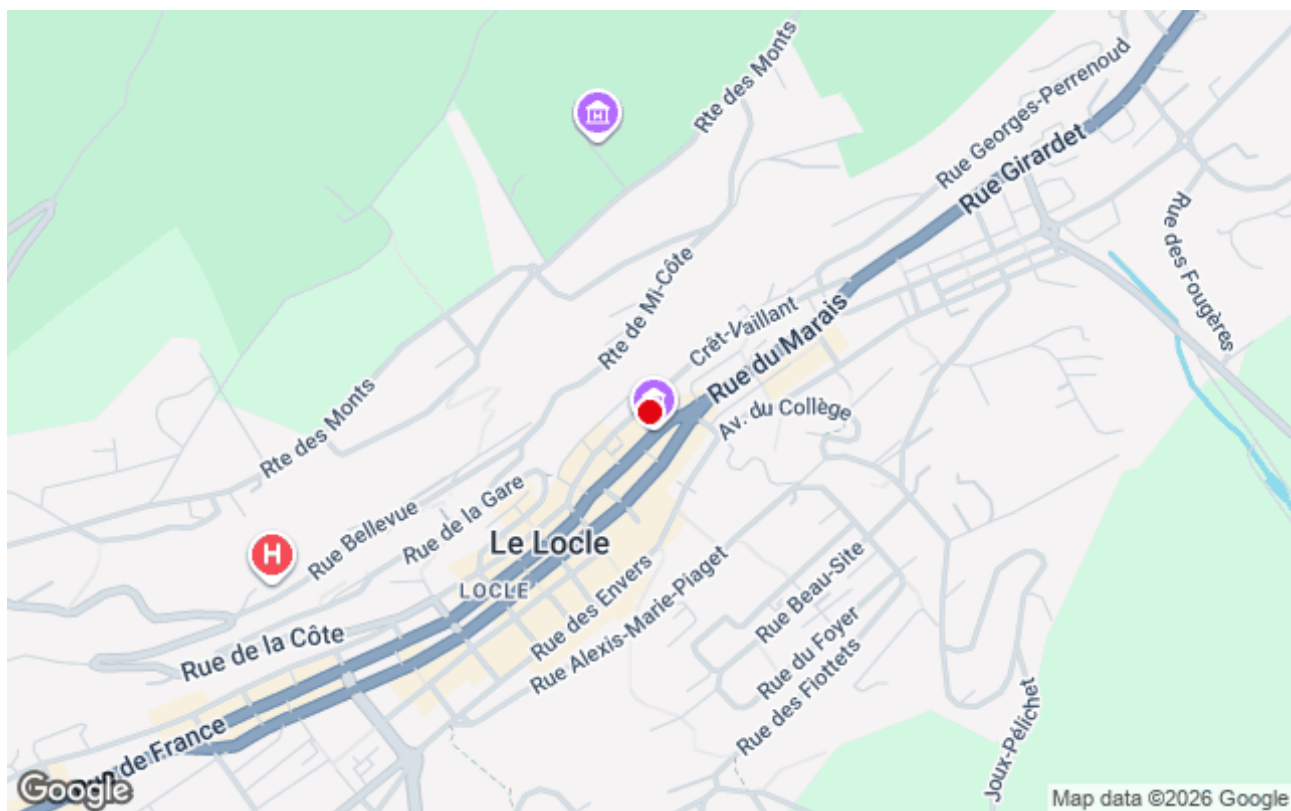 Rte des Monts
Rue Georges-Perrenoud
Rue Girardet
H
Rue des Fougères
Rte de Mi-Côte
Crêt-Vaillant
Rue du Marais
Rte des Monts
Av. du Collège
Rue de la Gare
Rue Bellevue
H
Le Locle
LOCLE
Rue des Envers
Rue Alexis-Marie-Piaget
Rue Beau-Site
Rue du Foyer
Rue des Fiottets
Rue de la Côte
Joux-Pélichet
Rue de France
Google
Map data ©2026 Google